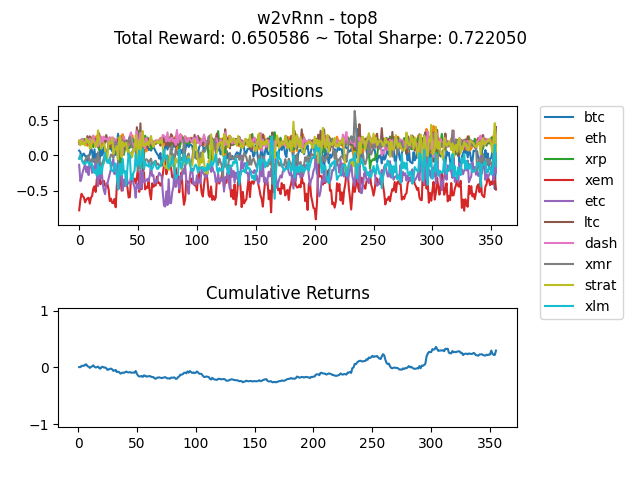 w2vRnn - top8
Total Reward: 0.650586 ~ Total Sharpe: 0.722050
Positions
0.5
0.0
−0.5
0 50 100 150 200 250 300 350
btc
eth
xrp
xem
etc
ltc
dash
xmr
strat
xlm
Cumulative Returns
1
0
−1
0 50 100 150 200 250 300 350